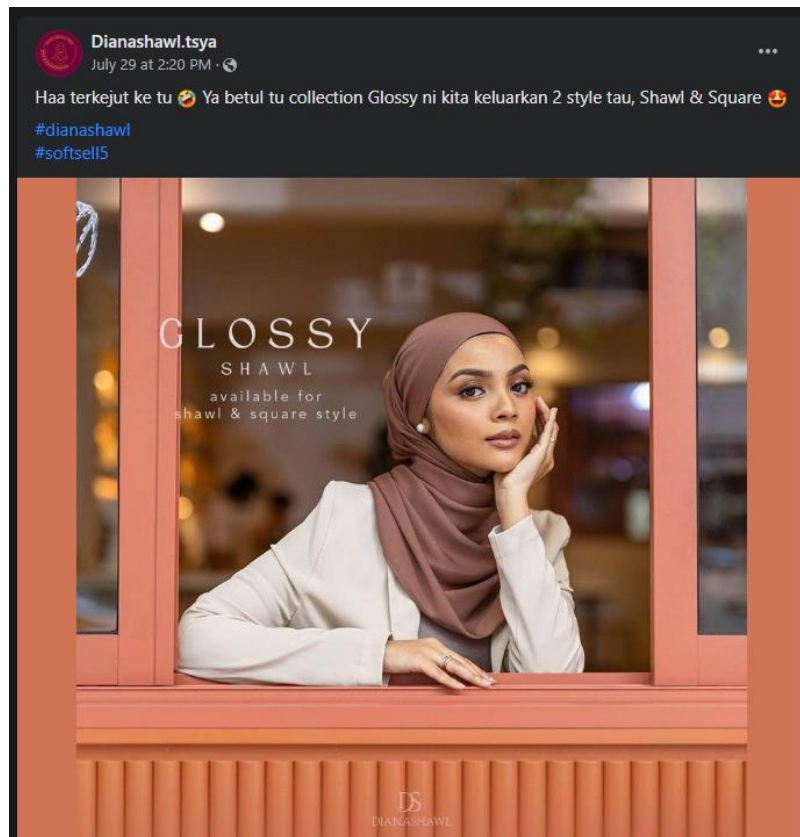 Dianashawl.tsya
July 29 at 2:20 PM ·
Haa terkejut ke tu 🤣 Ya betul tu collection Glossy ni kita keluarkan 2 style tau, Shawl & Square 🤩
#dianashawl
#softsell5
GLOSSY
SHAWL
available for
shawl & square style
DS
DIANASHAWL